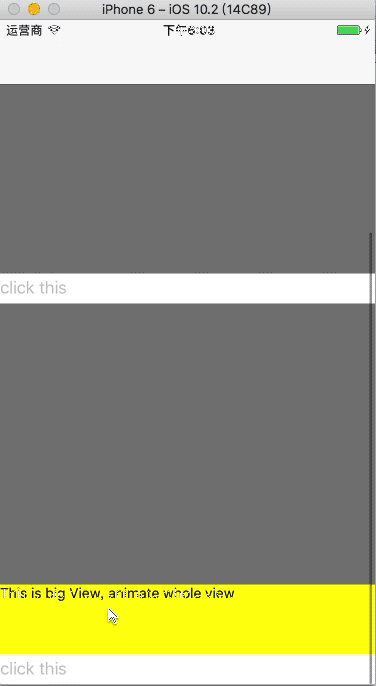 iPhone 6 – iOS 10.2 (14C89)
运营商 下午6:03
click this
This is big View, animate whole view
click this